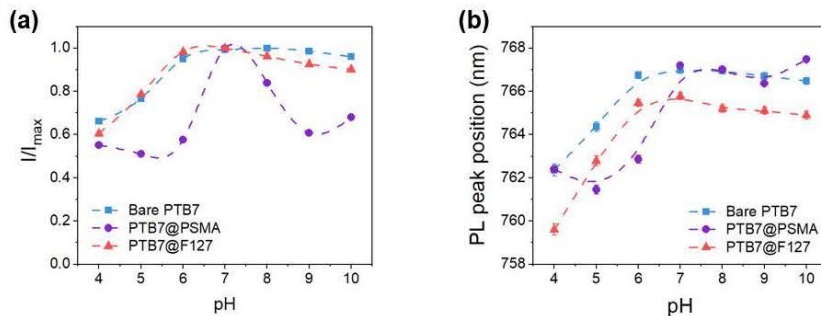 (a)
I/Imax
1.0
0.8
0.6
0.4
0.2
0.0
Bare PTB7
PTB7@PSMA
PTB7@F127
4 5 6 7 8 9 10
pH
(b)
PL peak position (nm)
768
766
764
762
760
758
Bare PTB7
PTB7@PSMA
PTB7@F127
4 5 6 7 8 9 10
pH